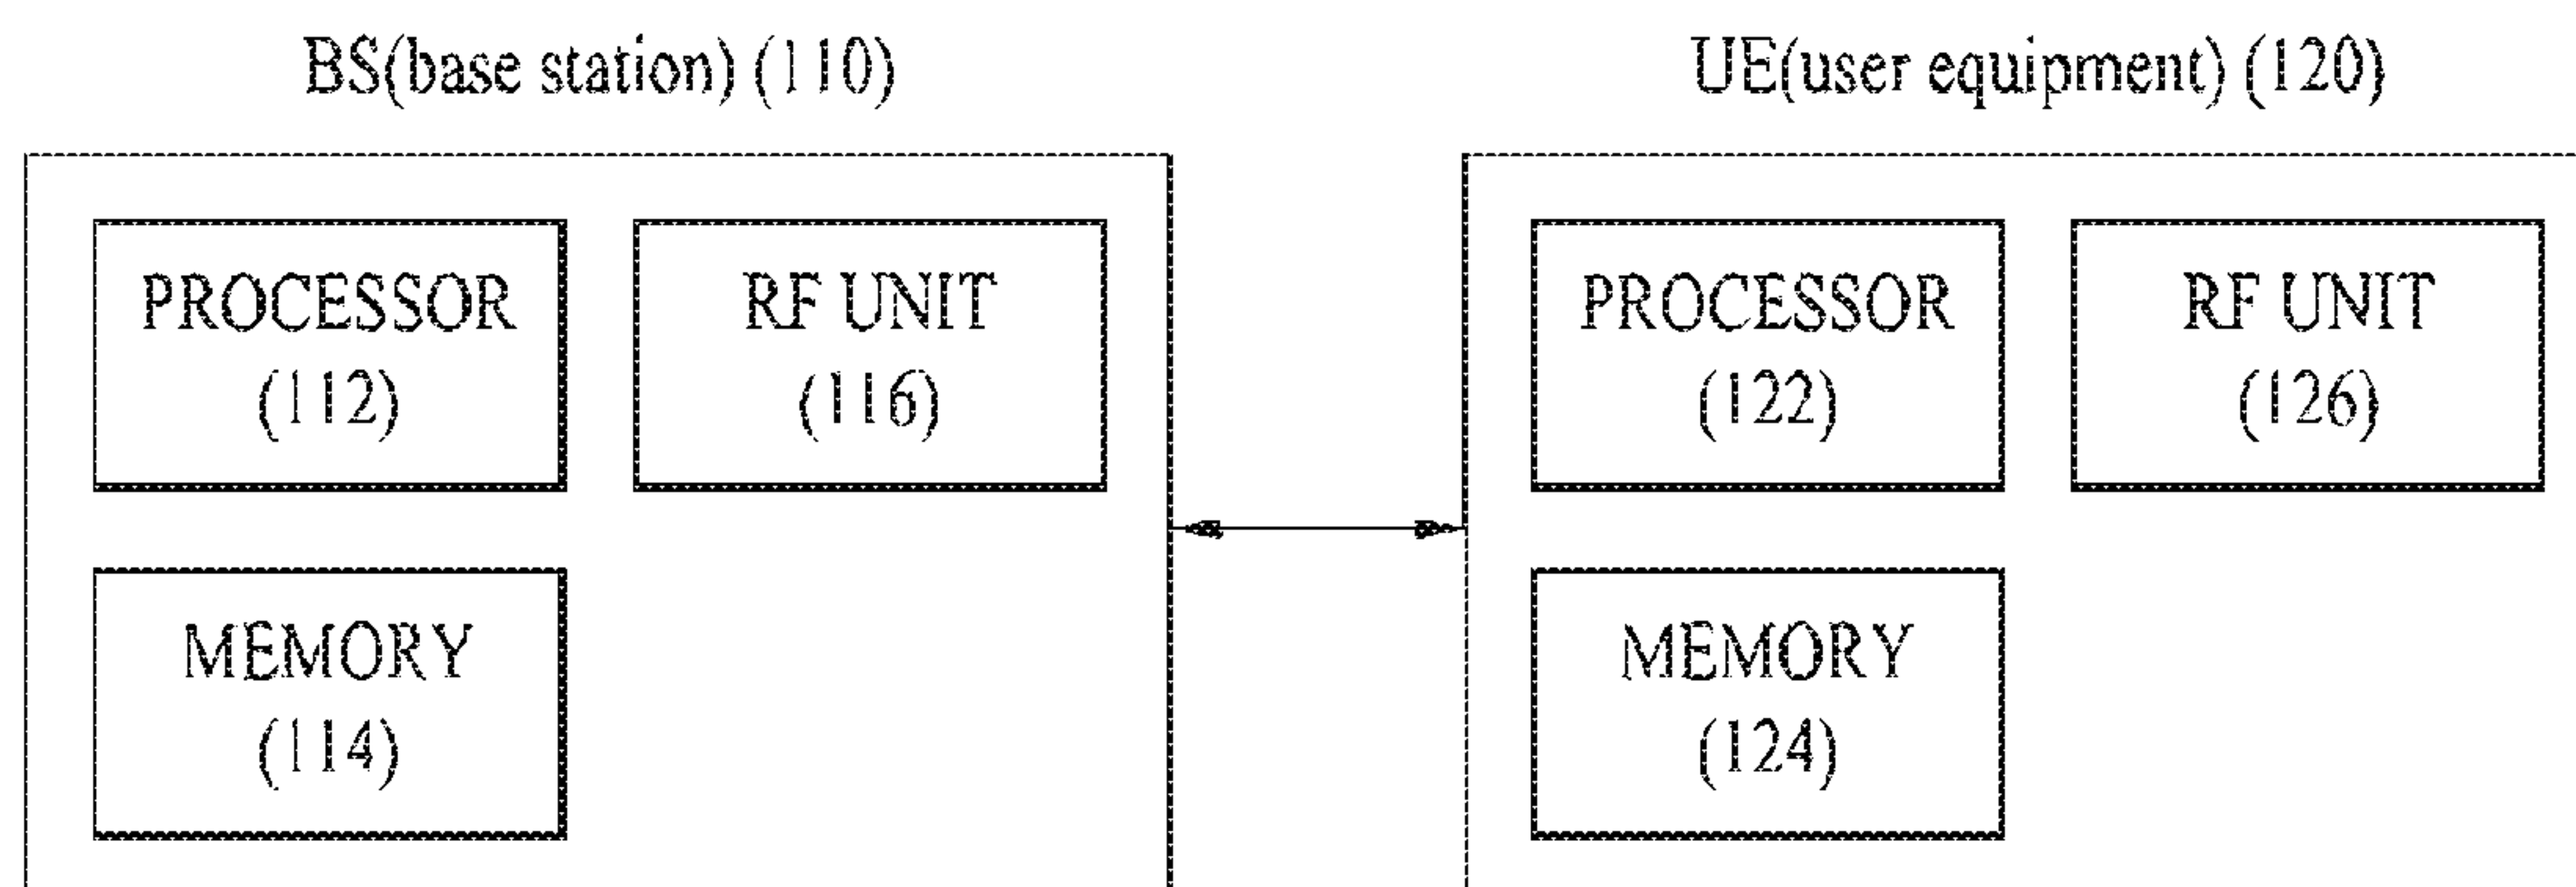 BS(base station) (110)
UE(user equipment) (120)
PROCESSOR
(112)
RF UNIT
(116)
PROCESSOR
(122)
RF UNIT
(126)
MEMORY
(114)
MEMORY
(124)